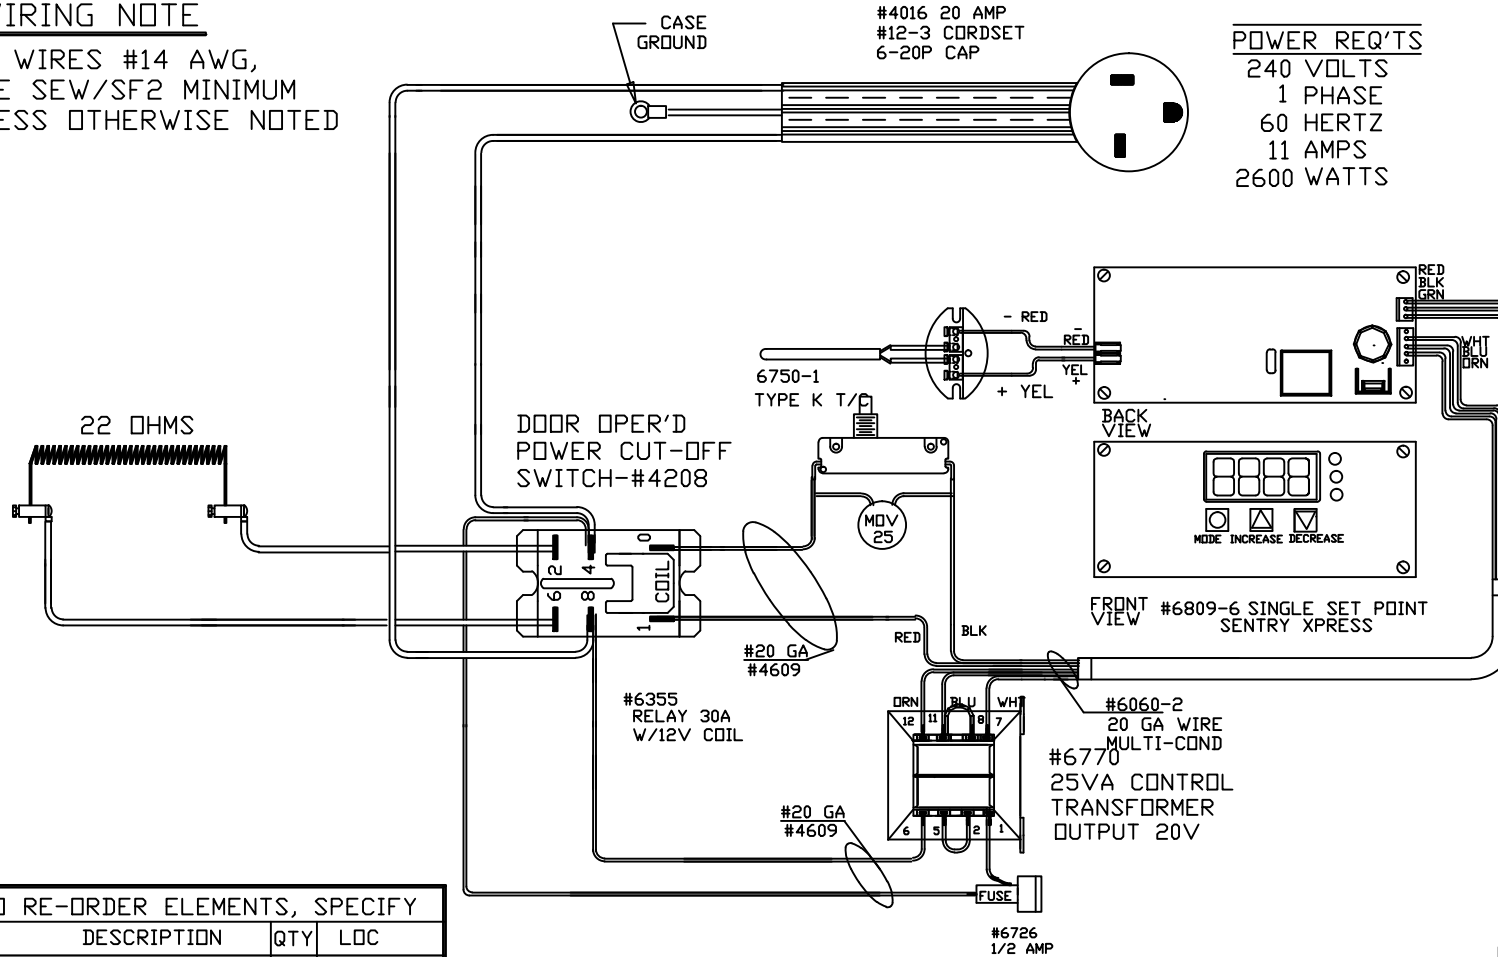 WIRING NOTE
WIRES #14 AWG,
SEW/SF2 MINIMUM
OTHERWISE NOTED
CASE
GROUND
#4016 20 AMP
#12-3 CORDSET
6-20P CAP
POWER REQ'TS
240 VOLTS
1 PHASE
60 HERTZ
11 AMPS
2600 WATTS
RED
BLK
GRN
WHT
BLU
ORN
- RED
-
RED
YEL
+
+ YEL
6750-1
TYPE K T/C
BACK
VIEW
22 OHMS
DOOR OPER'D
POWER CUT-OFF
SWITCH-#4208
MOV
25
MODE INCREASE DECREASE
FRONT
VIEW
#6809-6 SINGLE SET POINT
SENTRY XPRESS
2
4
0
6
8
1
COIL
#20 GA
#4609
RED
BLK
#6355
RELAY 30A
W/12V COIL
ORN
BLU
WHT
12
11
8
7
#6060-2
20 GA WIRE
MULTI-COND
#6770
25VA CONTROL
TRANSFORMER
OUTPUT 20V
6
5
2
1
#20 GA
#4609
FUSE
#6726
1/2 AMP
RE-ORDER ELEMENTS, SPECIFY
DESCRIPTION
QTY
LOC